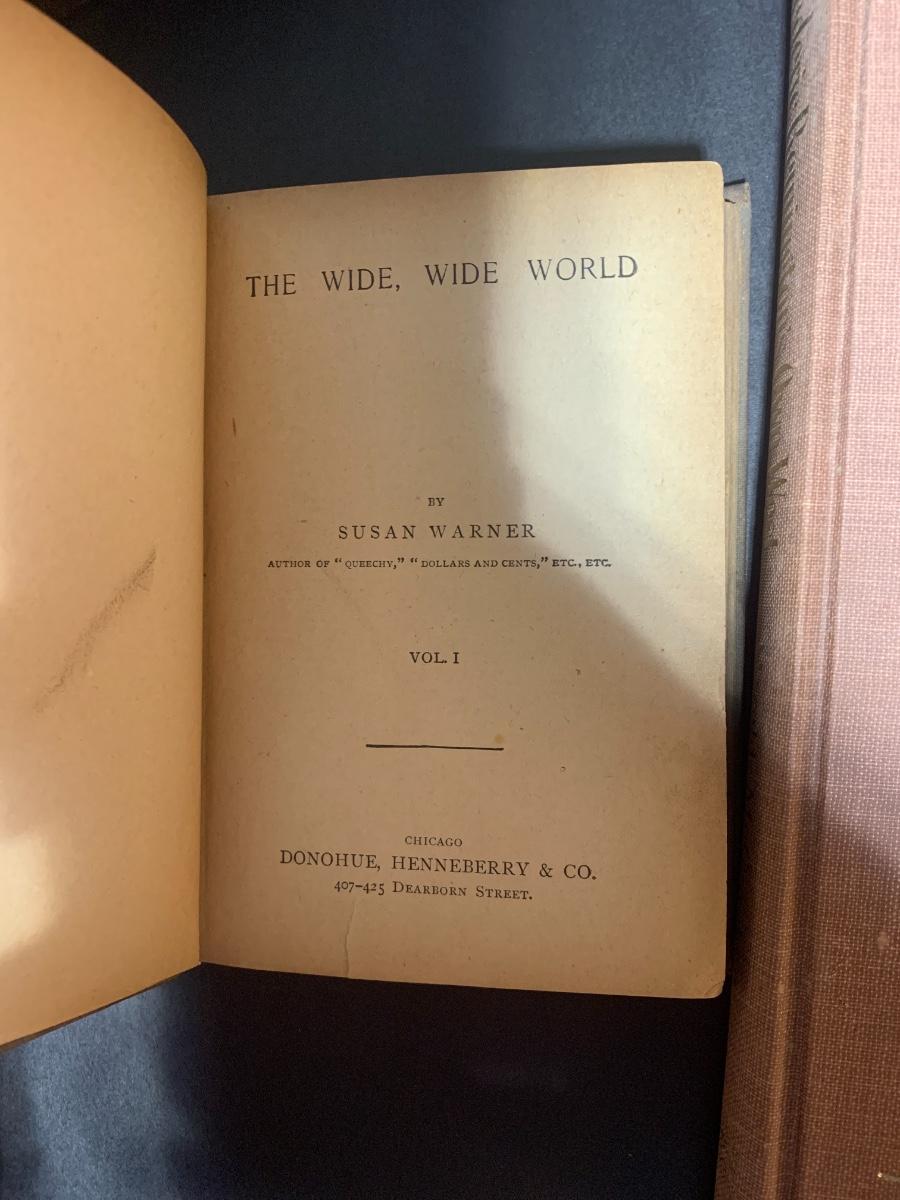 THE WIDE, WIDE WORLD
BY
SUSAN WARNER
AUTHOR OF “QUEECHY,” “DOLLARS AND CENTS,” ETC., ETC.
VOL. I
CHICAGO
DONOHUE, HENNEBERRY & CO.
407–425 DEARBORN STREET.